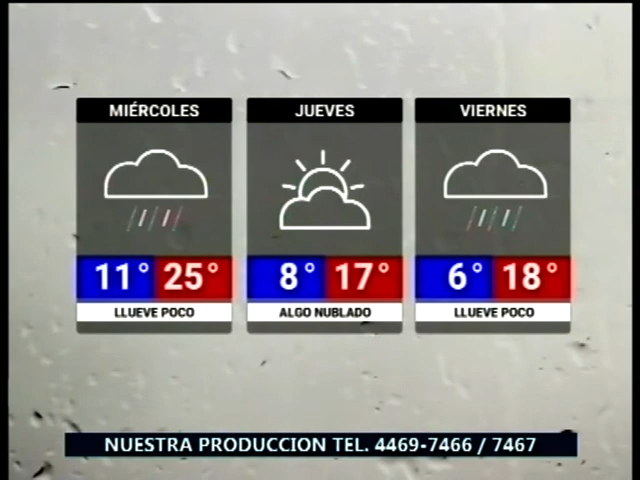 MIÉRCOLES
11° 25°
LLUEVE POCO
JUEVES
8° 17°
ALGO NUBLADO
VIERNES
6° 18°
LLUEVE POCO
NUESTRA PRODUCCION TEL. 4469-7466 / 7467